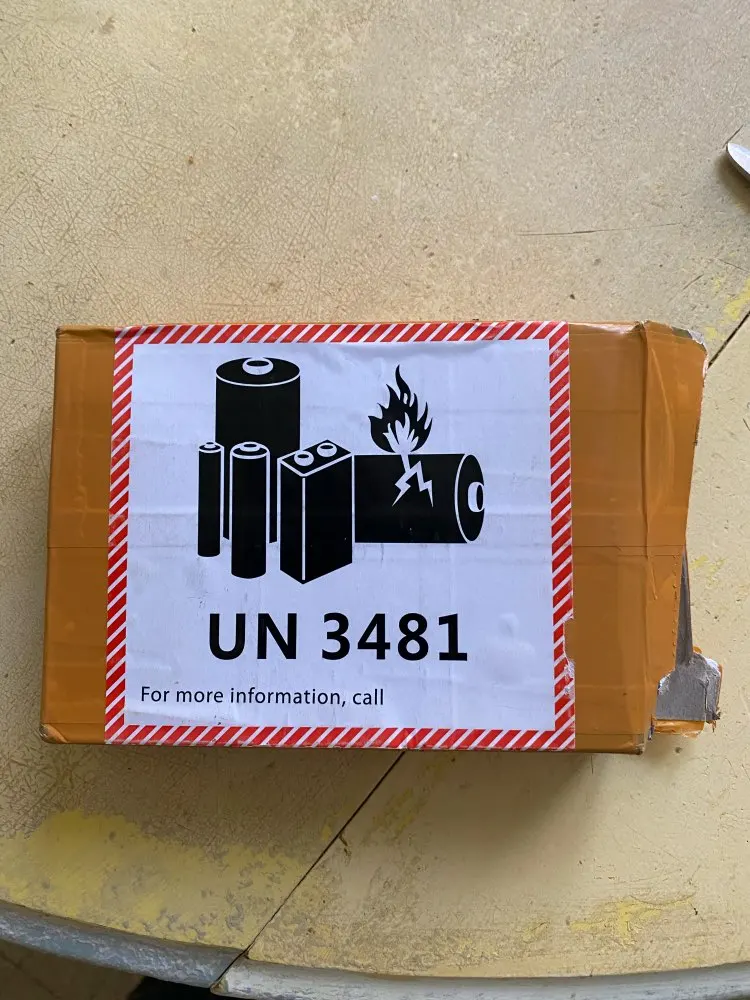 UN 3481
For more information, call